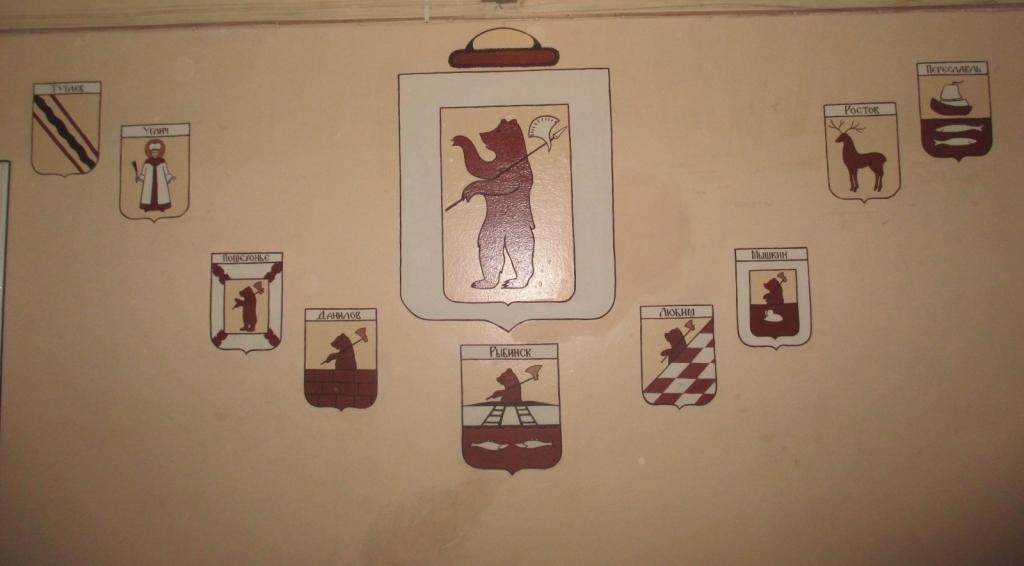 Тутаев
Углич
Пошехонье
Данилов
Рыбинск
Любим
Мышкин
Ростов
Переславль